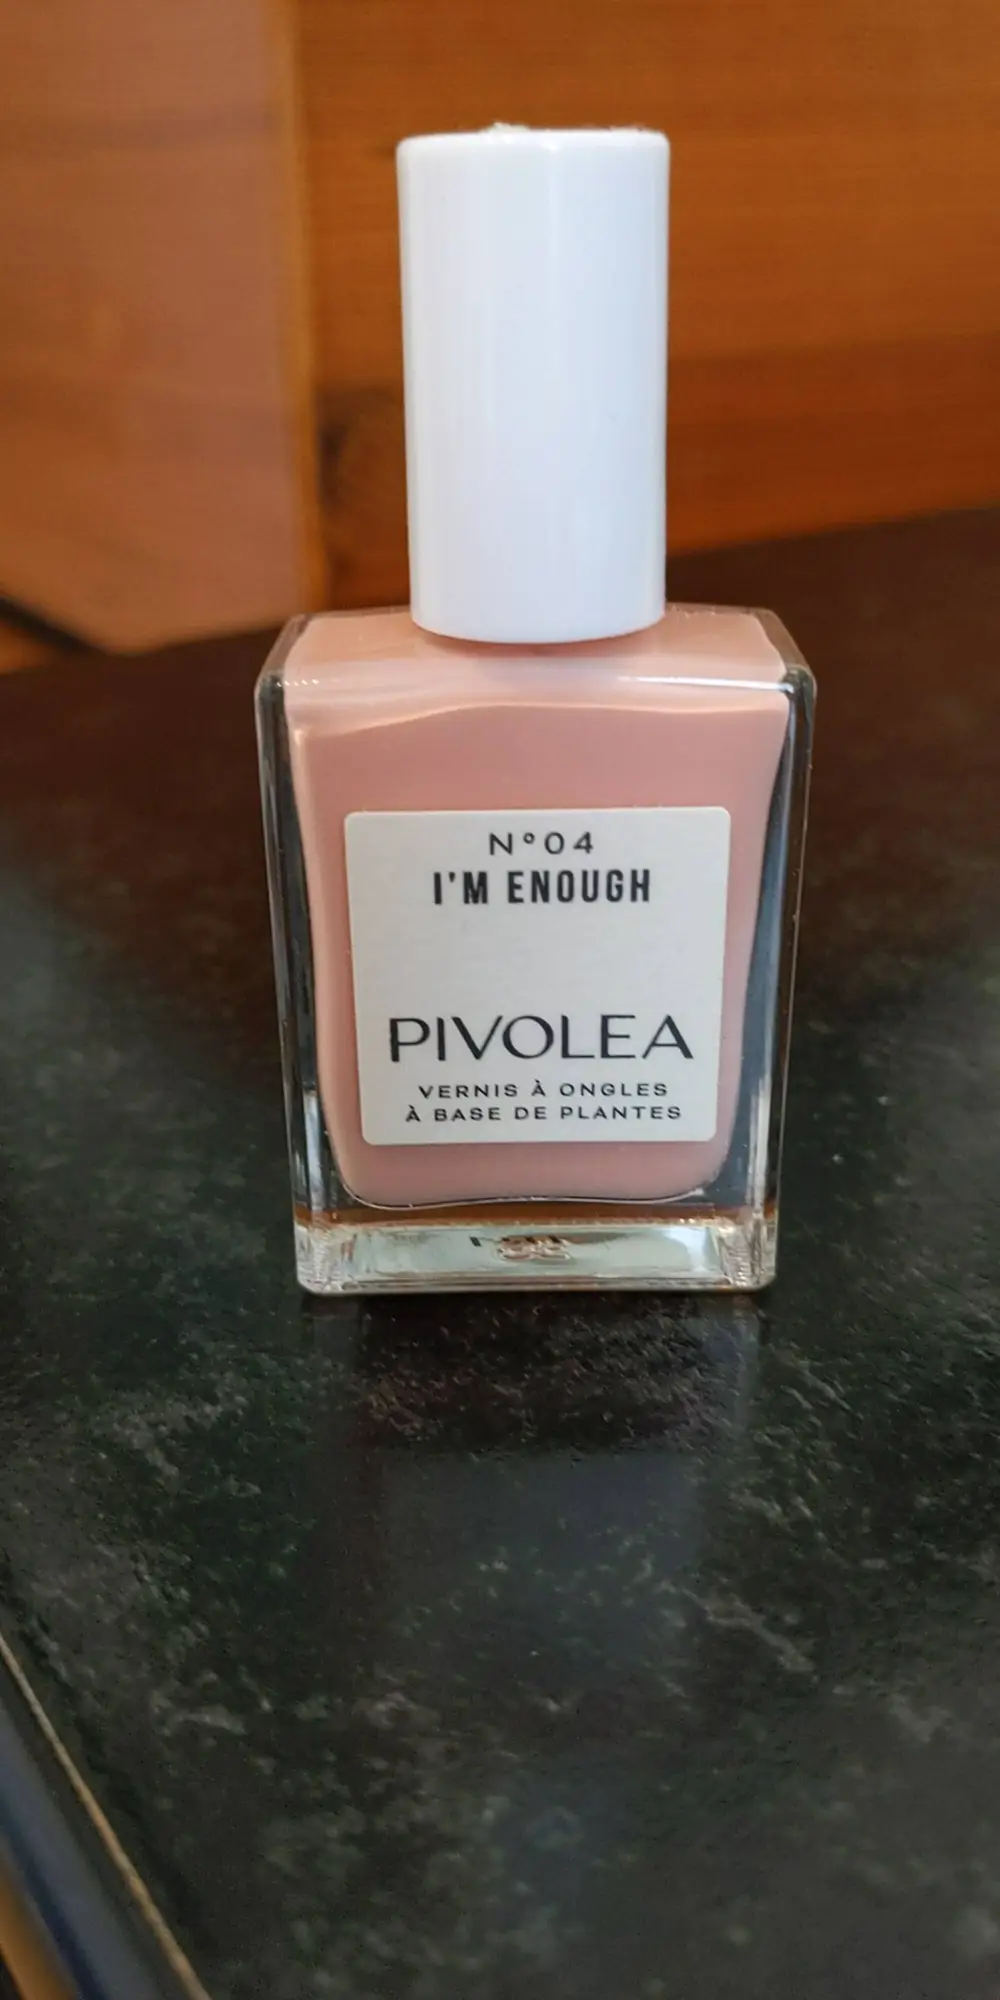 N°04
I'M ENOUGH
PIVOLEA
VERNIS À ONGLES
À BASE DE PLANTES